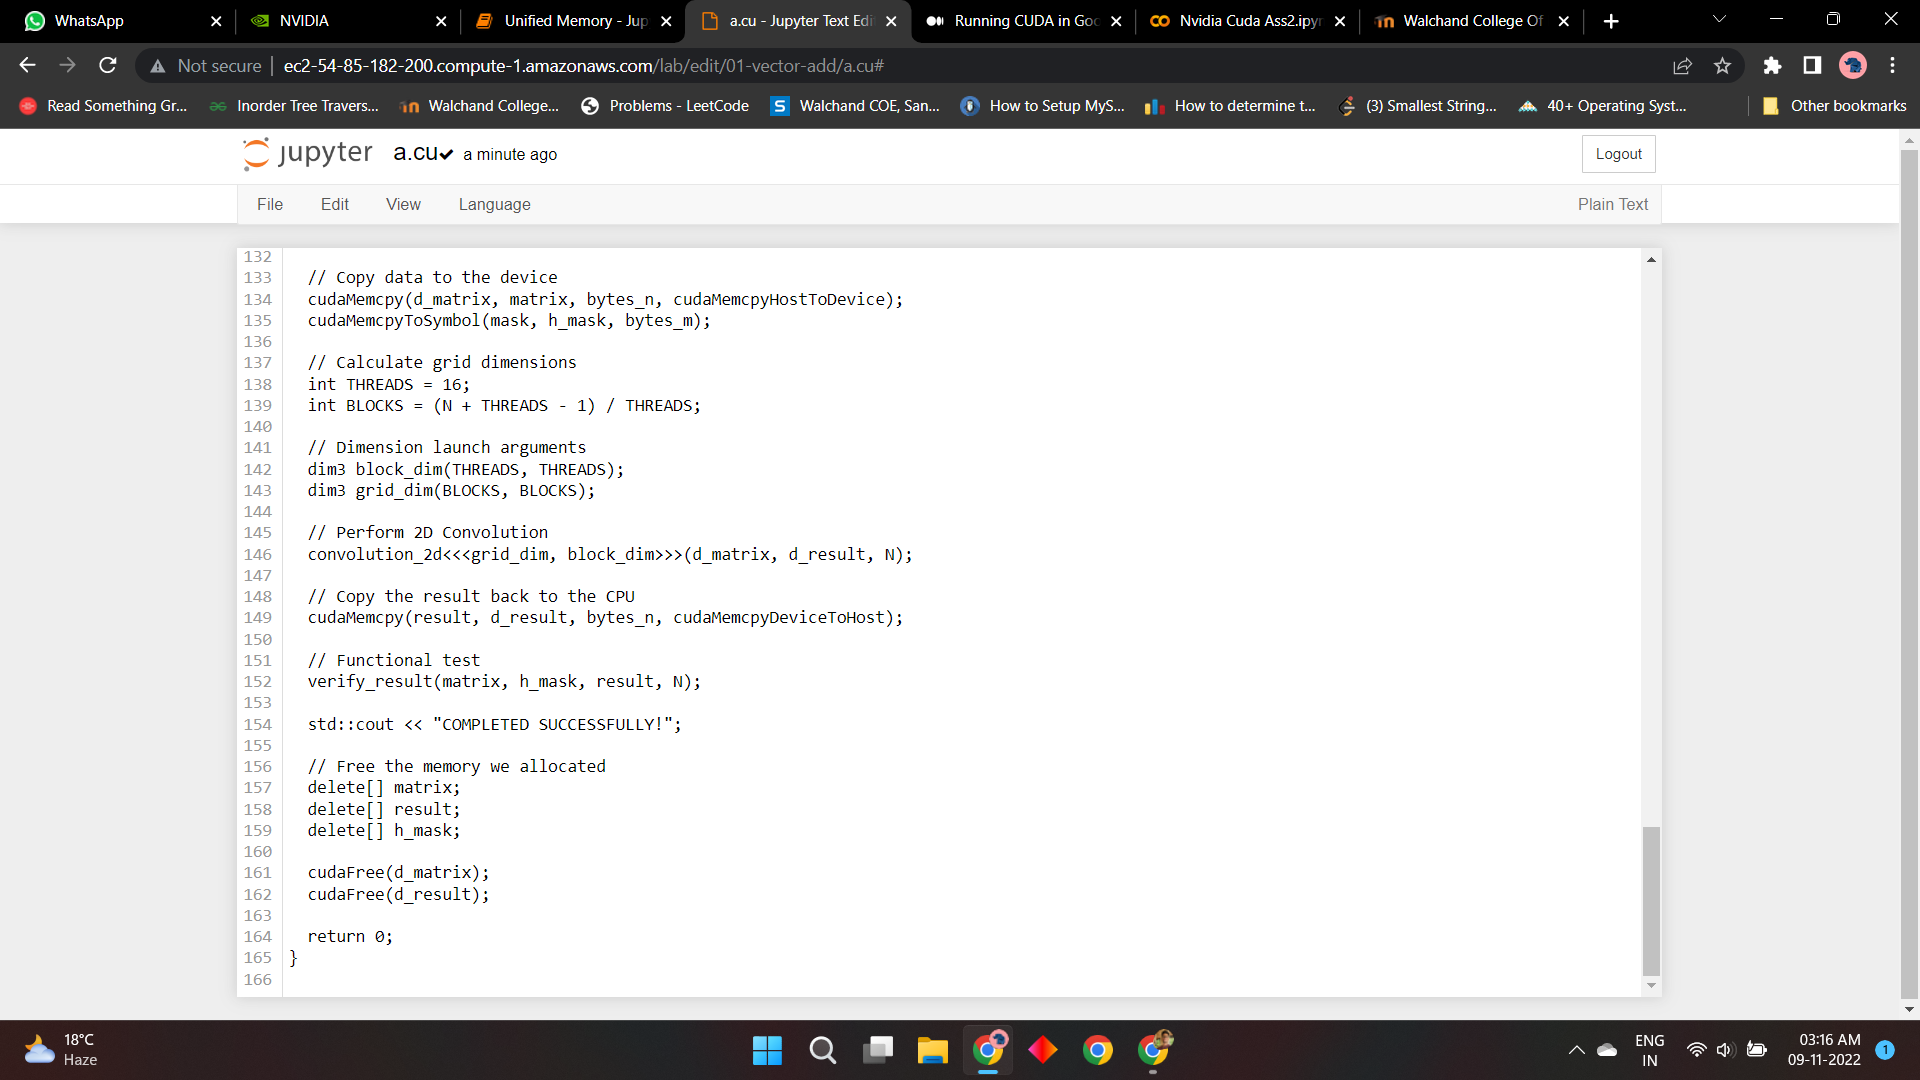 WhatsApp
NVIDIA
Unified Memory - Jup
a.cu - Jupyter Text Edi
Running CUDA in Goo
Nvidia Cuda Ass2.ipyn
Walchand College Of
Not secure
ec2-54-85-182-200.compute-1.amazonaws.com/lab/edit/01-vector-add/a.cu#
Read Something Gr...
Inorder Tree Travers...
Walchand College...
Problems - LeetCode
S
Walchand COE, San...
How to Setup MyS...
How to determine t...
(3) Smallest String...
40+ Operating Syst...
Other bookmarks
jupyter
a.cu
a minute ago
Logout
File
Edit
View
Language
Plain Text
132
133 // Copy data to the device
134 cudaMemcpy(d_matrix, matrix, bytes_n, cudaMemcpyHostToDevice);
135 cudaMemcpyToSymbol(mask, h_mask, bytes_m);
136
137 // Calculate grid dimensions
138 int THREADS = 16;
139 int BLOCKS = (N + THREADS - 1) / THREADS;
140
141 // Dimension launch arguments
142 dim3 block_dim(THREADS, THREADS);
143 dim3 grid_dim(BLOCKS, BLOCKS);
144
145 // Perform 2D Convolution
146 convolution_2d<<<grid_dim, block_dim>>>(d_matrix, d_result, N);
147
148 // Copy the result back to the CPU
149 cudaMemcpy(result, d_result, bytes_n, cudaMemcpyDeviceToHost);
150
151 // Functional test
152 verify_result(matrix, h_mask, result, N);
153
154 std::cout << "COMPLETED SUCCESSFULLY!";
155
156 // Free the memory we allocated
157 delete[] matrix;
158 delete[] result;
159 delete[] h_mask;
160
161 cudaFree(d_matrix);
162 cudaFree(d_result);
163
164 return 0;
165 }
166
18°C
Haze
ENG
IN
03:16 AM
09-11-2022
1